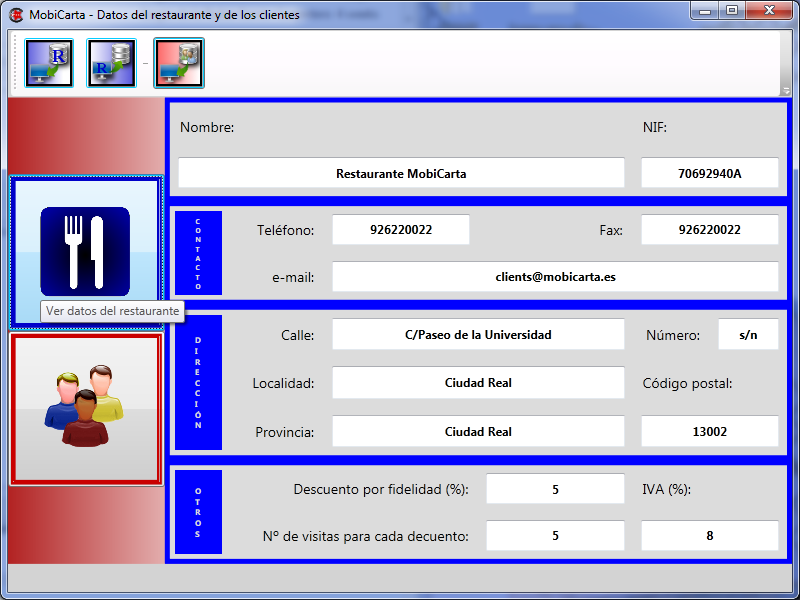 MobiCarta - Datos del restaurante y de los clientes
R
R
Nombre: NIF:
Restaurante MobiCarta 70692940A
CONTACTO
Teléfono: 926220022 Fax: 926220022
e-mail: clients@mobicarta.es
Ver datos del restaurante
DIRECCIÓN
Calle: C/Paseo de la Universidad Número: s/n
Localidad: Ciudad Real Código postal:
Provincia: Ciudad Real 13002
OTROS
Descuento por fidelidad (%): 5 IVA (%):
Nº de visitas para cada decuento: 5 8